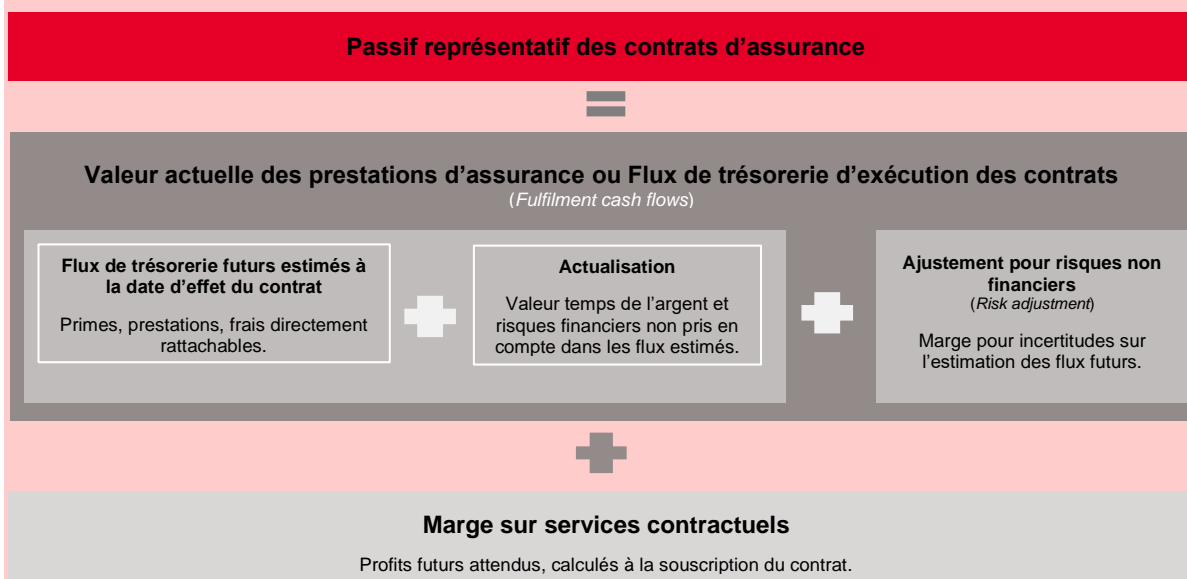 Passif représentatif des contrats d’assurance
Valeur actuelle des prestations d’assurance ou Flux de trésorerie d’exécution des contrats
(Fulfilment cash flows)
Flux de trésorerie futurs estimés à
la date d’effet du contrat
Primes, prestations, frais directement
rattachables.
Actualisation
Valeur temps de l’argent et
risques financiers non pris en
compte dans les flux estimés.
Ajustement pour risques non
financiers
(Risk adjustment)
Marge pour incertitudes sur
l’estimation des flux futurs.
Marge sur services contractuels
Profits futurs attendus, calculés à la souscription du contrat.